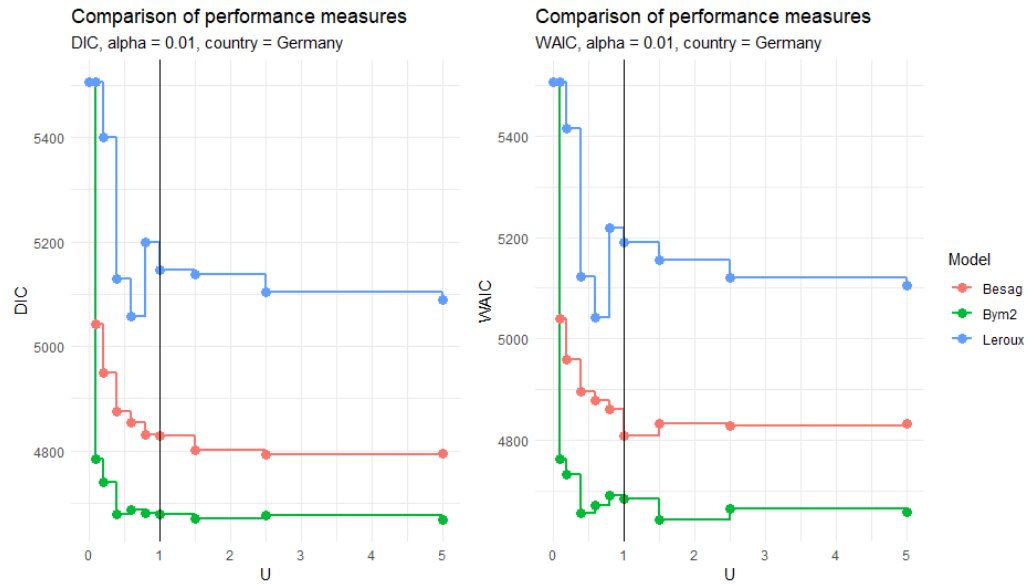 Comparison of performance measures
DIC, alpha = 0.01, country = Germany
5400
5200
5000
4800
DIC
0 1 2 3 4 5
U
Comparison of performance measures
WAIC, alpha = 0.01, country = Germany
5400
5200
5000
4800
WAIC
0 1 2 3 4 5
U
Model
Besag
Bym2
Leroux